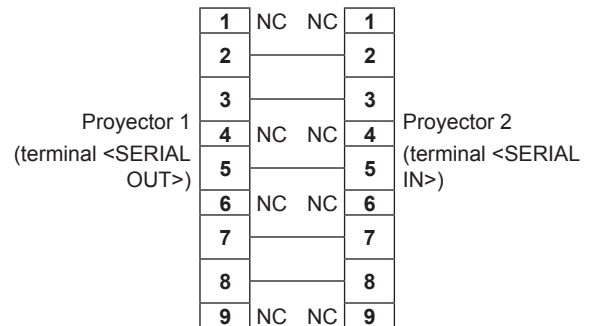 1 NC NC 1
2 2
3 3
Proyector 1
(terminal <SERIAL
OUT>)
4 NC NC 4
5 5
6 NC NC 6
Proyector 2
(terminal <SERIAL
IN>)
7 7
8 8
9 NC NC 9